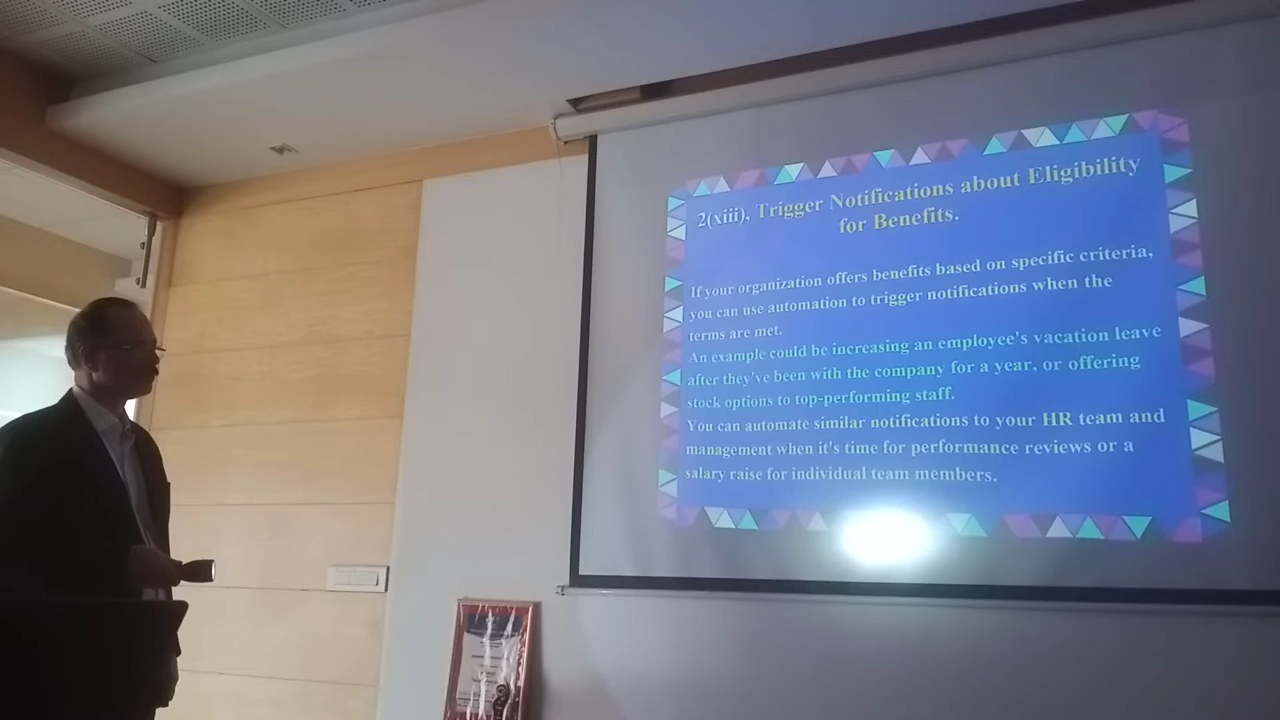 2(xiii), Trigger Notifications about Eligibility
for Benefits.
If your organization offers benefits based on specific criteria,
you can use automation to trigger notifications when the
terms are met.
An example could be increasing an employee's vacation leave
after they've been with the company for a year, or offering
stock options to top-performing staff.
You can automate similar notifications to your HR team and
management when it's time for performance reviews or a
salary raise for individual team members.